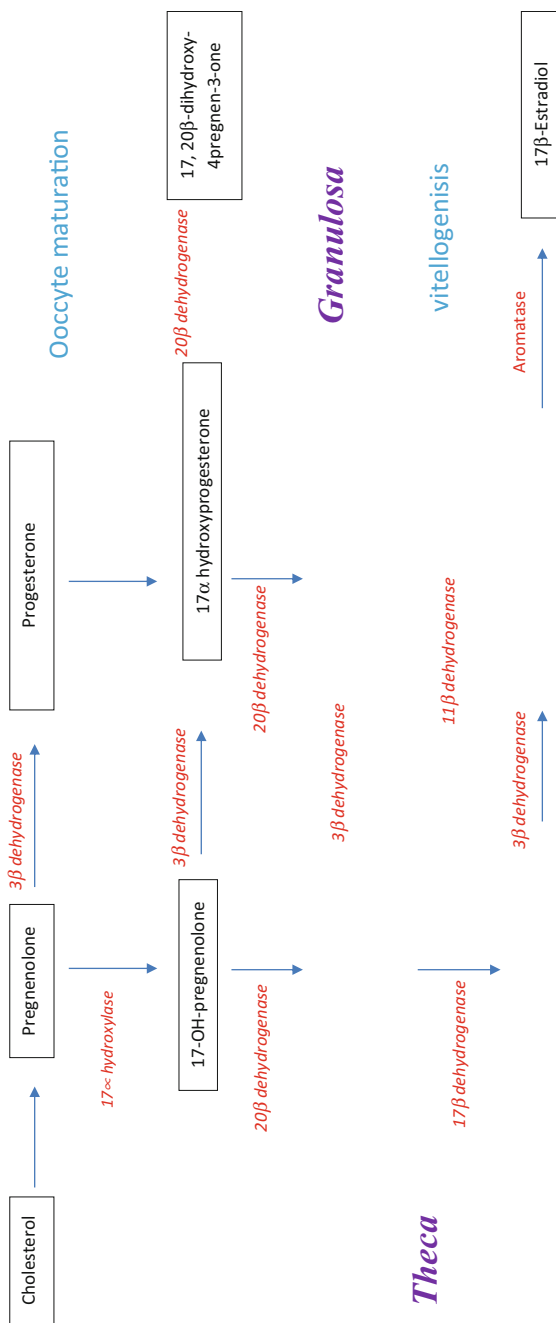 Cholesterol
Pregnenolone
3β dehydrogenase
Progesterone
Ooccyte maturation
17∝ hydroxylase
17-OH-pregnenolone
3β dehydrogenase
17α hydroxyprogesterone
20β dehydrogenase
17, 20β-dihydroxy-
4pregnen-3-one
20β dehydrogenase
20β dehydrogenase
3β dehydrogenase
Granulosa
Theca
17β dehydrogenase
11β dehydrogenase
vitellogenisis
3β dehydrogenase
Aromatase
17β-Estradiol